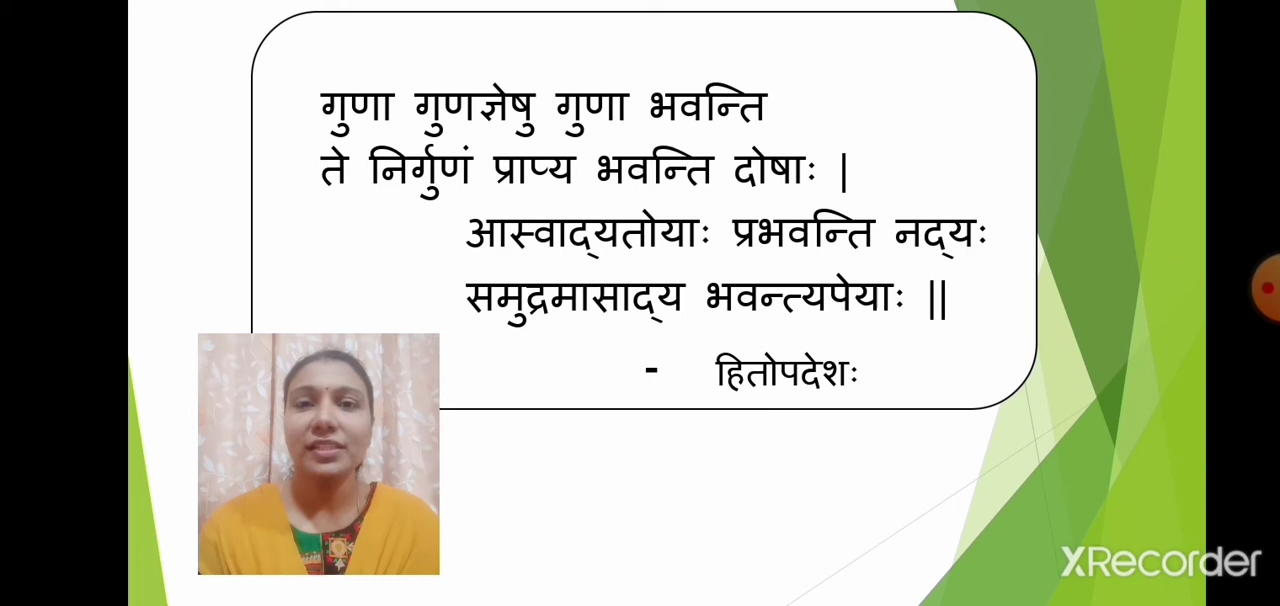 गुणा गुणज्ञेषु गुणा भवन्ति
ते निर्गुणं प्राप्य भवन्ति दोषाः |
आस्वाद्यतोयाः प्रभवन्ति नद्यः
समुद्रमासाद्य भवन्त्यपेयाः ||
- हितोपदेशः
XRecorder